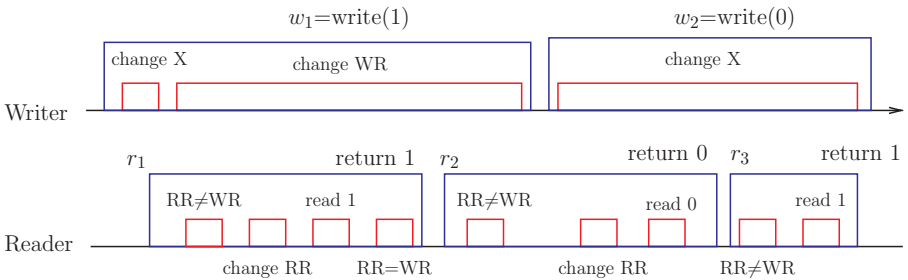 w₁=write(1) w₂=write(0)
change X change WR change X
Writer
r₁ return 1 r₂ return 0 r₃ return 1
RR≠WR read 1 RR≠WR read 0 read 1
Reader
change RR RR=WR change RR RR≠WR